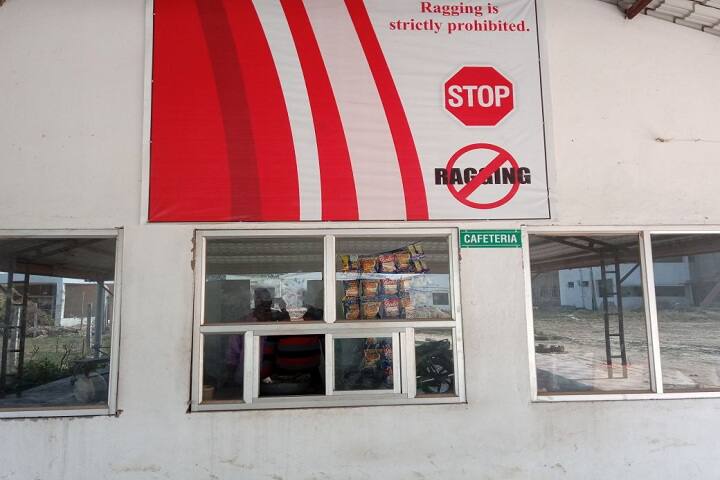 Ragging is
strictly prohibited.
STOP
RAGGING
CAFETERIA